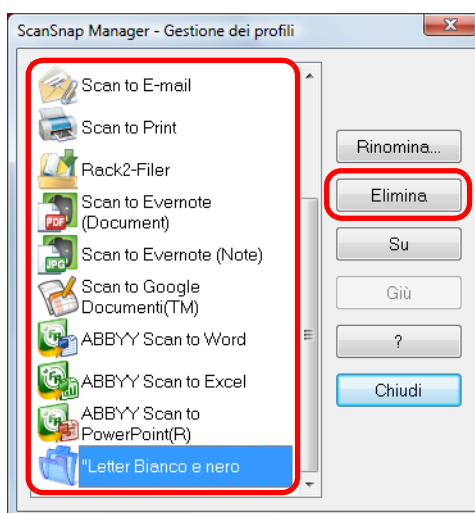 ScanSnap Manager - Gestione dei profili
Scan to E-mail
Scan to Print
Rack2-Filer
PDF
Scan to Evernote
(Document)
JPG
Scan to Evernote (Note)
Scan to Google
Documenti(TM)
ABBYY Scan to Word
ABBYY Scan to Excel
ABBYY Scan to
PowerPoint(R)
"Letter Bianco e nero
Rinomina...
Elimina
Su
Giù
?
Chiudi